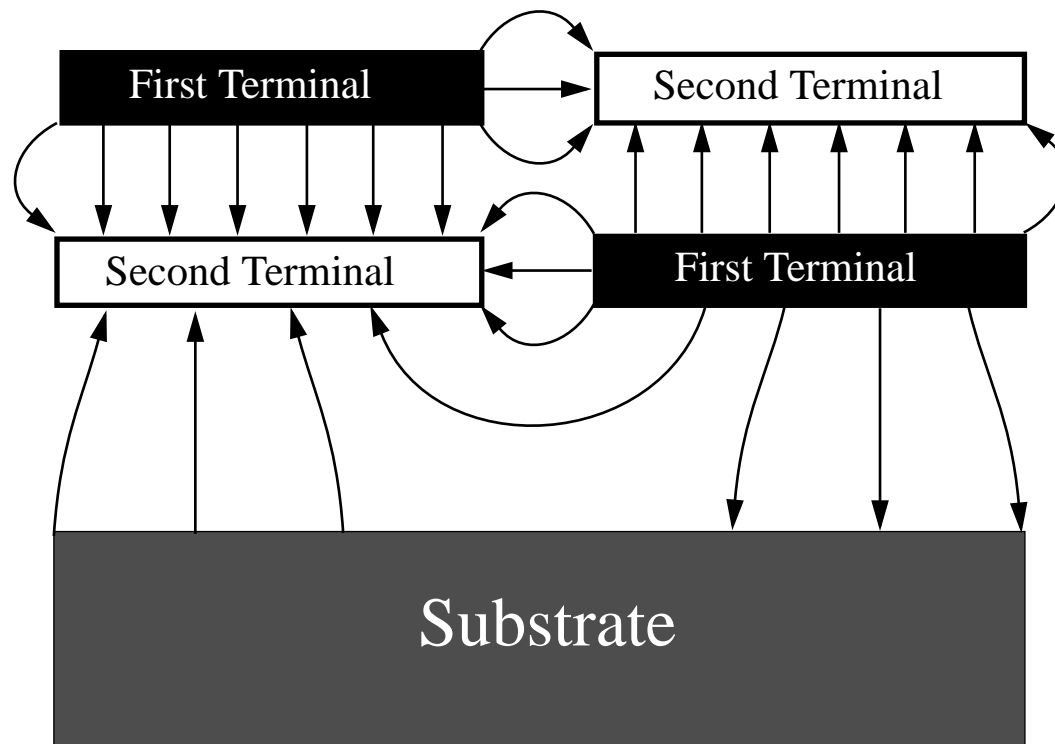 First Terminal
Second Terminal
Second Terminal
First Terminal
Substrate